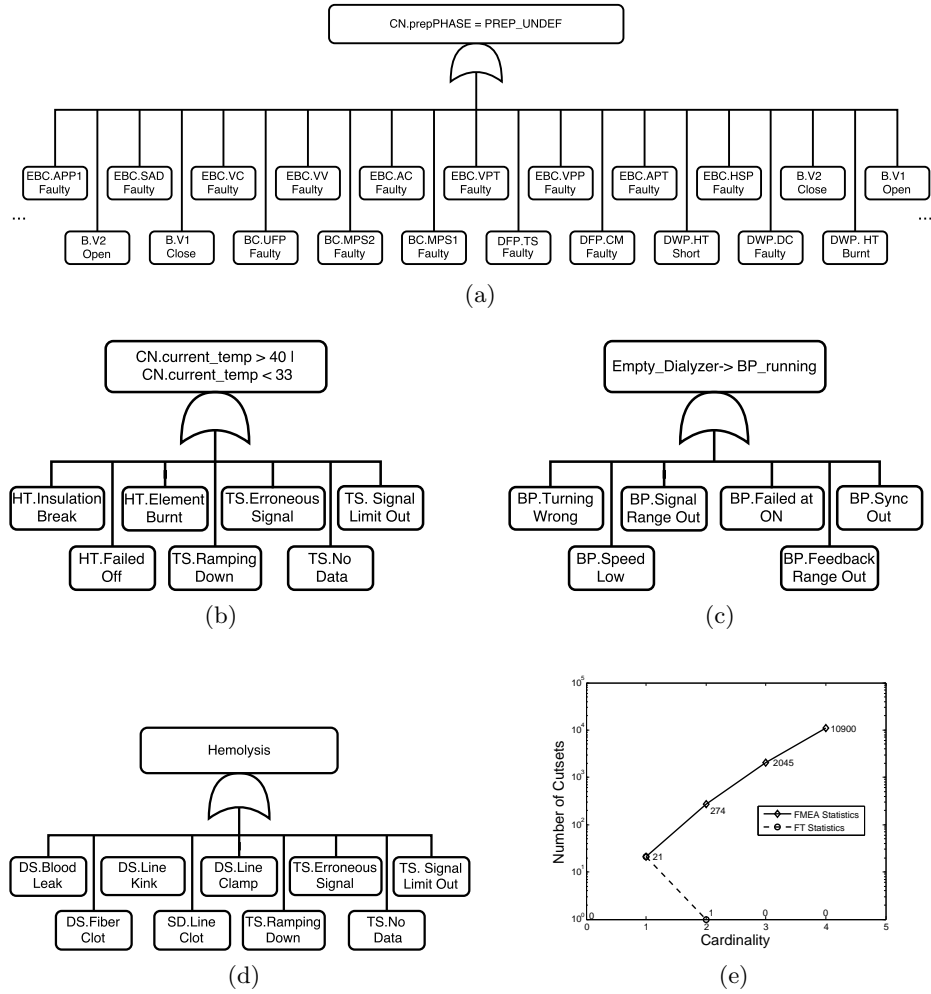 CN.prepPHASE = PREP_UNDEF
EBC.APP1 Faulty
EBC.SAD Faulty
EBC.VC Faulty
EBC.VV Faulty
EBC.AC Faulty
EBC.VPT Faulty
EBC.VPP Faulty
EBC.APT Faulty
EBC.HSP Faulty
B.V2 Close
B.V1 Open
...
...
B.V2 Open
B.V1 Close
BC.UFP Faulty
BC.MPS2 Faulty
BC.MPS1 Faulty
DFP.TS Faulty
DFP.CM Faulty
DWP.HT Short
DWP.DC Faulty
DWP. HT Burnt
(a)
CN.current_temp > 40 |
CN.current_temp < 33
HT.Insulation Break
HT.Element Burnt
TS.Erroneous Signal
TS. Signal Limit Out
HT.Failed Off
TS.Ramping Down
TS.No Data
(b)
Empty_Dialyzer-> BP_running
BP.Turning Wrong
BP.Signal Range Out
BP.Failed at ON
BP.Sync Out
BP.Speed Low
BP.Feedback Range Out
(c)
Hemolysis
DS.Blood Leak
DS.Line Kink
DS.Line Clamp
TS.Erroneous Signal
TS. Signal Limit Out
DS.Fiber Clot
SD.Line Clot
TS.Ramping Down
TS.No Data
(d)
10^5
10^4
10^3
10^2
10^1
10^0
Number of Cutsets
10900
2045
274
21
0
1
0
0
FMEA Statistics
FT Statistics
0 1 2 3 4 5
Cardinality
(e)